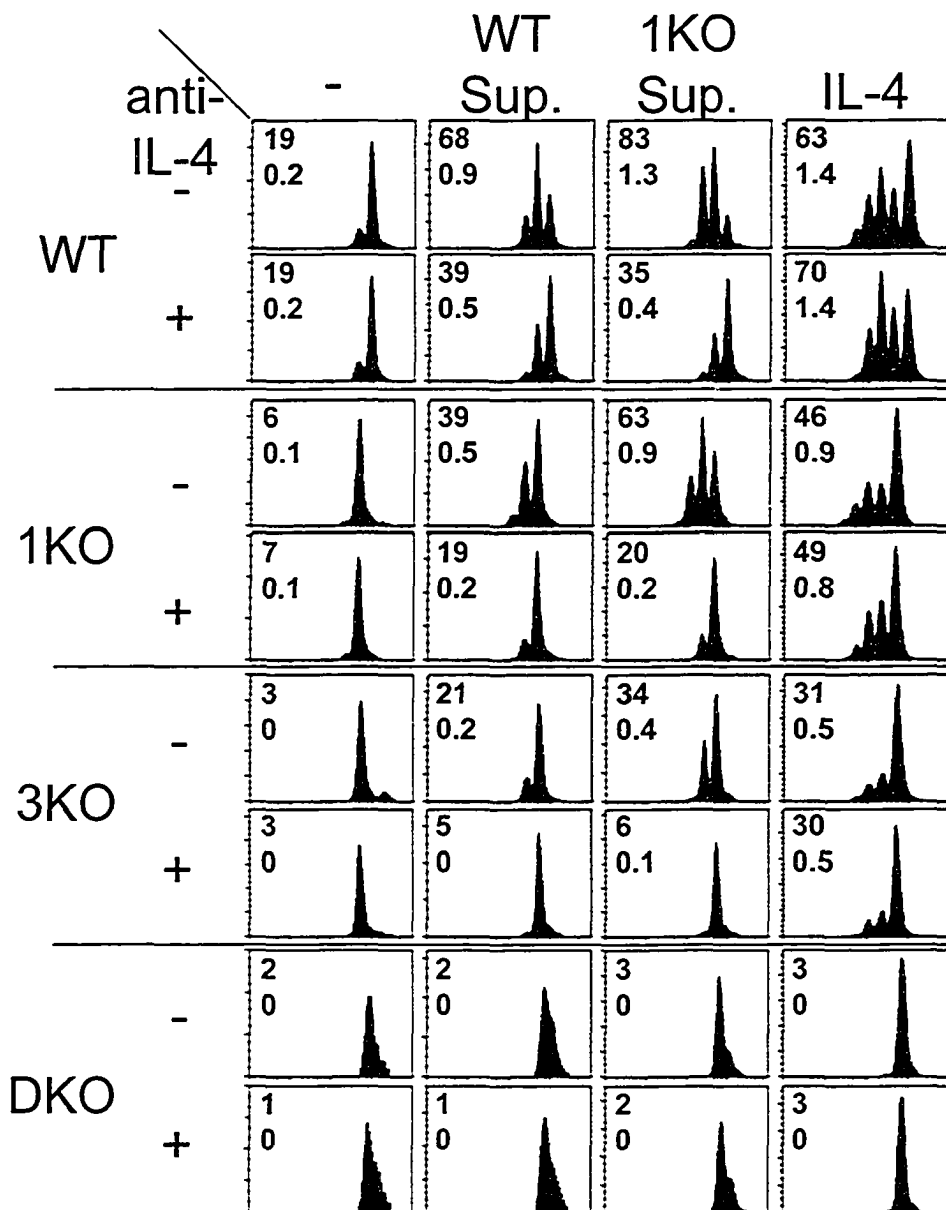 WT 1KO
anti- - Sup. Sup. IL-4
IL-4
-
19 68 83 63
0.2 0.9 1.3 1.4
WT
+
19 39 35 70
0.2 0.5 0.4 1.4
-
6 39 63 46
0.1 0.5 0.9 0.9
1KO
+
7 19 20 49
0.1 0.2 0.2 0.8
-
3 21 34 31
0 0.2 0.4 0.5
3KO
+
3 5 6 30
0 0 0.1 0.5
-
2 2 3 3
0 0 0 0
DKO
+
1 1 2 3
0 0 0 0